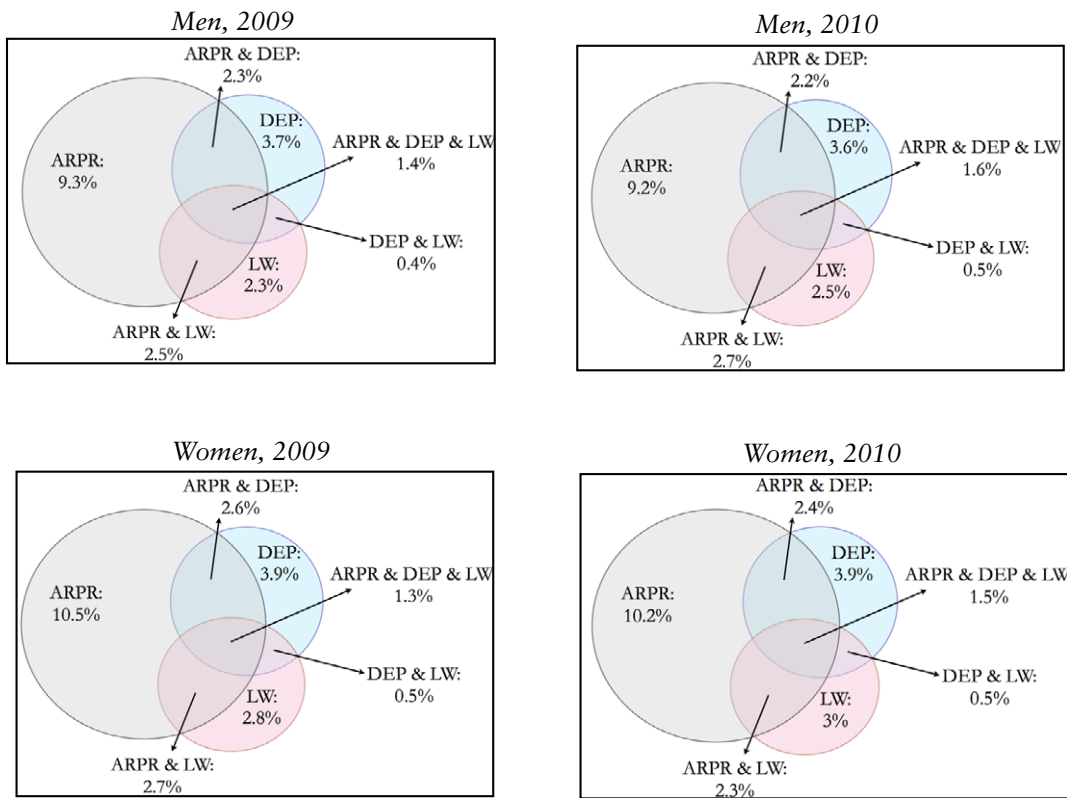 Men, 2009
ARPR & DEP:
2.3%
DEP:
3.7%
ARPR & DEP & LW
1.4%
ARPR:
9.3%
DEP & LW:
0.4%
LW:
2.3%
ARPR & LW:
2.5%
Men, 2010
ARPR & DEP:
2.2%
DEP:
3.6%
ARPR & DEP & LW
1.6%
ARPR:
9.2%
DEP & LW:
0.5%
LW:
2.5%
ARPR & LW:
2.7%
Women, 2009
ARPR & DEP:
2.6%
DEP:
3.9%
ARPR & DEP & LW
1.3%
ARPR:
10.5%
DEP & LW:
0.5%
LW:
2.8%
ARPR & LW:
2.7%
Women, 2010
ARPR & DEP:
2.4%
DEP:
3.9%
ARPR & DEP & LW
1.5%
ARPR:
10.2%
DEP & LW:
0.5%
LW:
3%
ARPR & LW:
2.3%